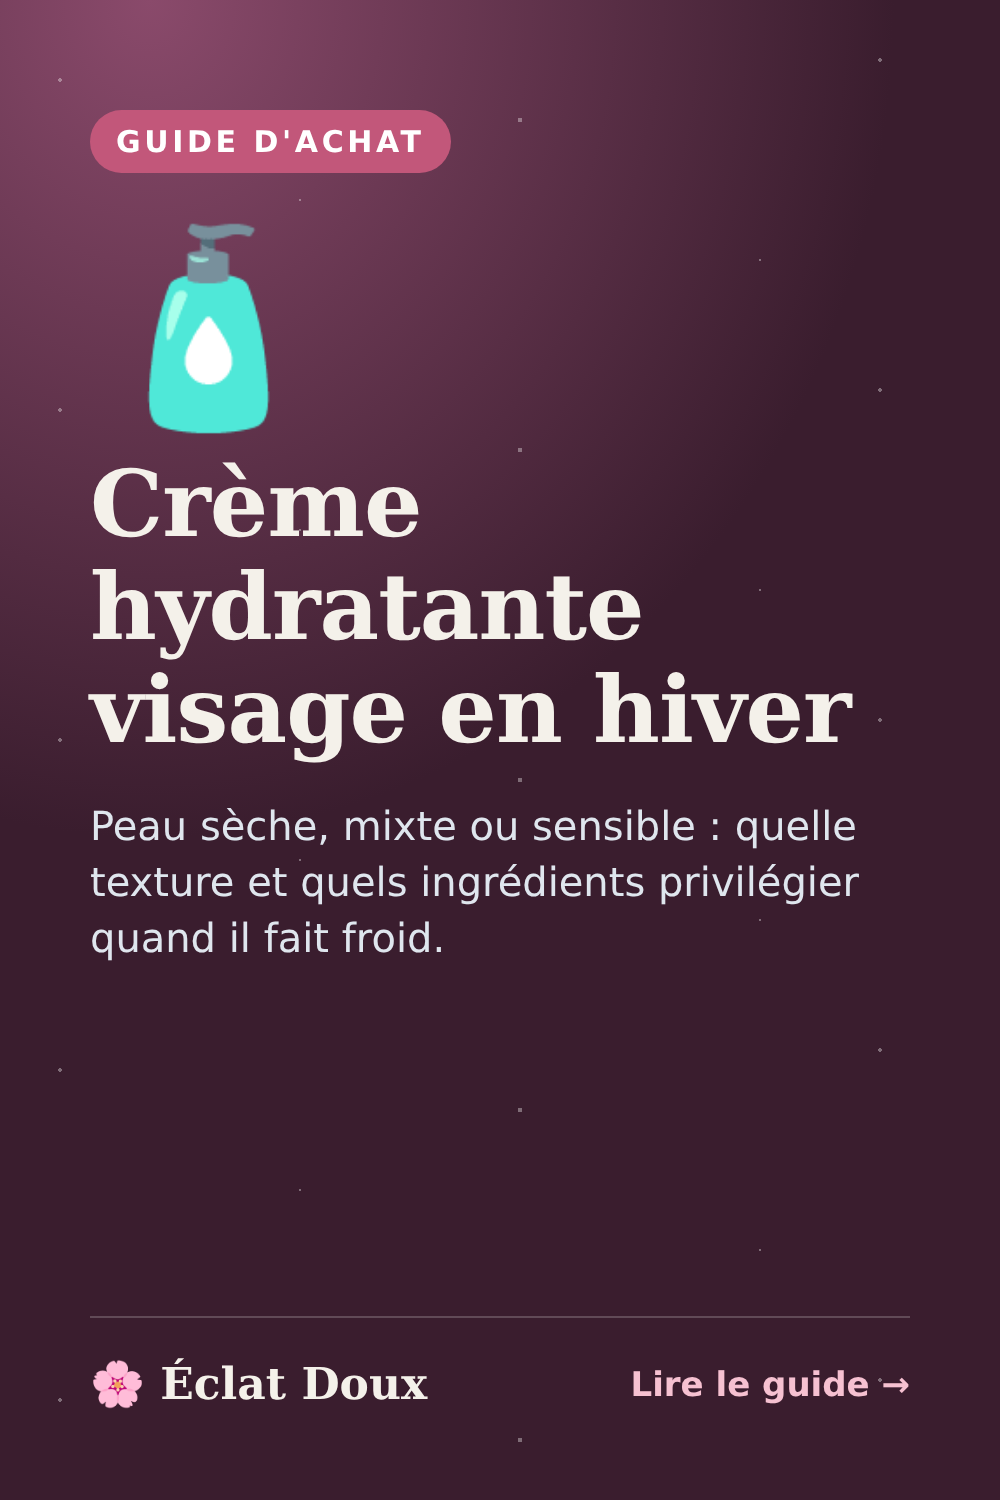 GUIDE D'ACHAT
Crème
hydratante
visage en hiver
Peau sèche, mixte ou sensible : quelle
texture et quels ingrédients privilégier
quand il fait froid.
🌸 Éclat Doux
Lire le guide →